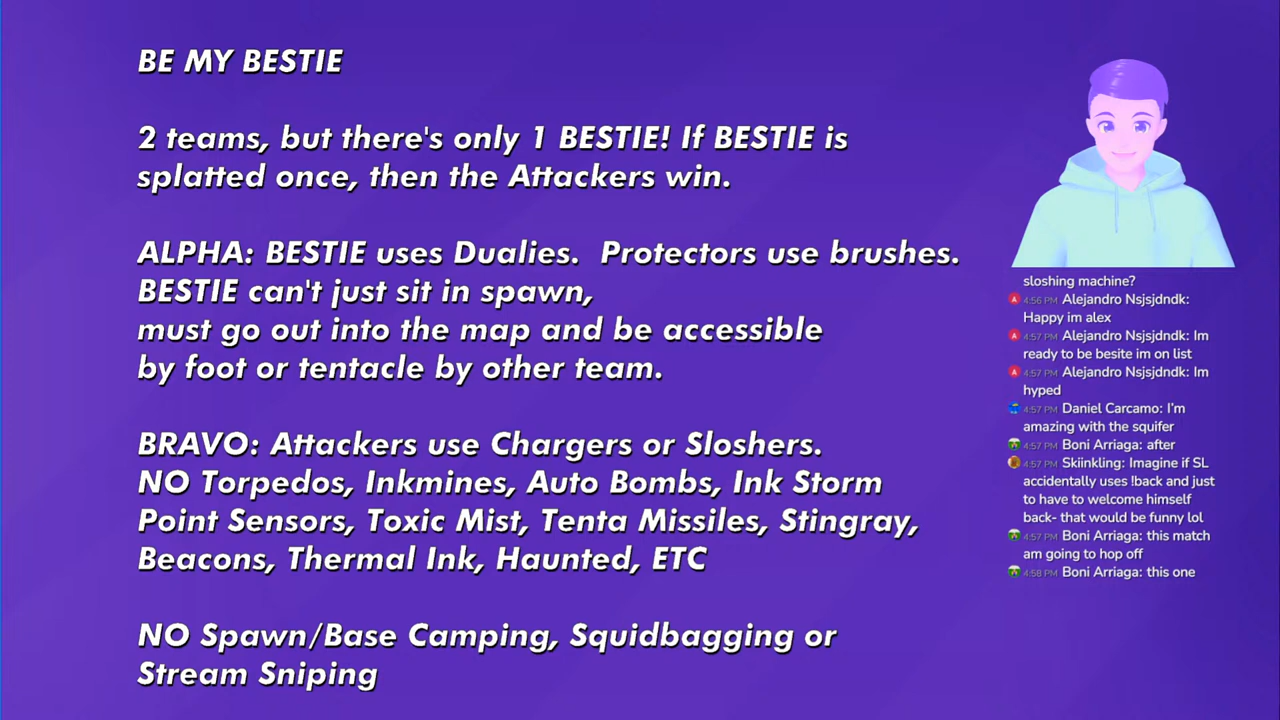 BE MY BESTIE
2 teams, but there's only 1 BESTIE! If BESTIE is
splatted once, then the Attackers win.
ALPHA: BESTIE uses Dualies.  Protectors use brushes.
BESTIE can't just sit in spawn,
must go out into the map and be accessible
by foot or tentacle by other team.
BRAVO: Attackers use Chargers or Sloshers.
NO Torpedos, Inkmines, Auto Bombs, Ink Storm
Point Sensors, Toxic Mist, Tenta Missiles, Stingray,
Beacons, Thermal Ink, Haunted, ETC
NO Spawn/Base Camping, Squidbagging or
Stream Sniping
sloshing machine?
A 4:56 PM Alejandro Nsjsjdndk:
Happy im alex
A 4:57 PM Alejandro Nsjsjdndk: Im
ready to be besite im on list
A 4:57 PM Alejandro Nsjsjdndk: Im
hyped
4:57 PM Daniel Carcamo: I'm
amazing with the squifer
4:57 PM Boni Arriaga: after
4:57 PM Skiinkling: Imagine if SL
accidentally uses !back and just
to have to welcome himself
back- that would be funny lol
4:57 PM Boni Arriaga: this match
am going to hop off
4:58 PM Boni Arriaga: this one